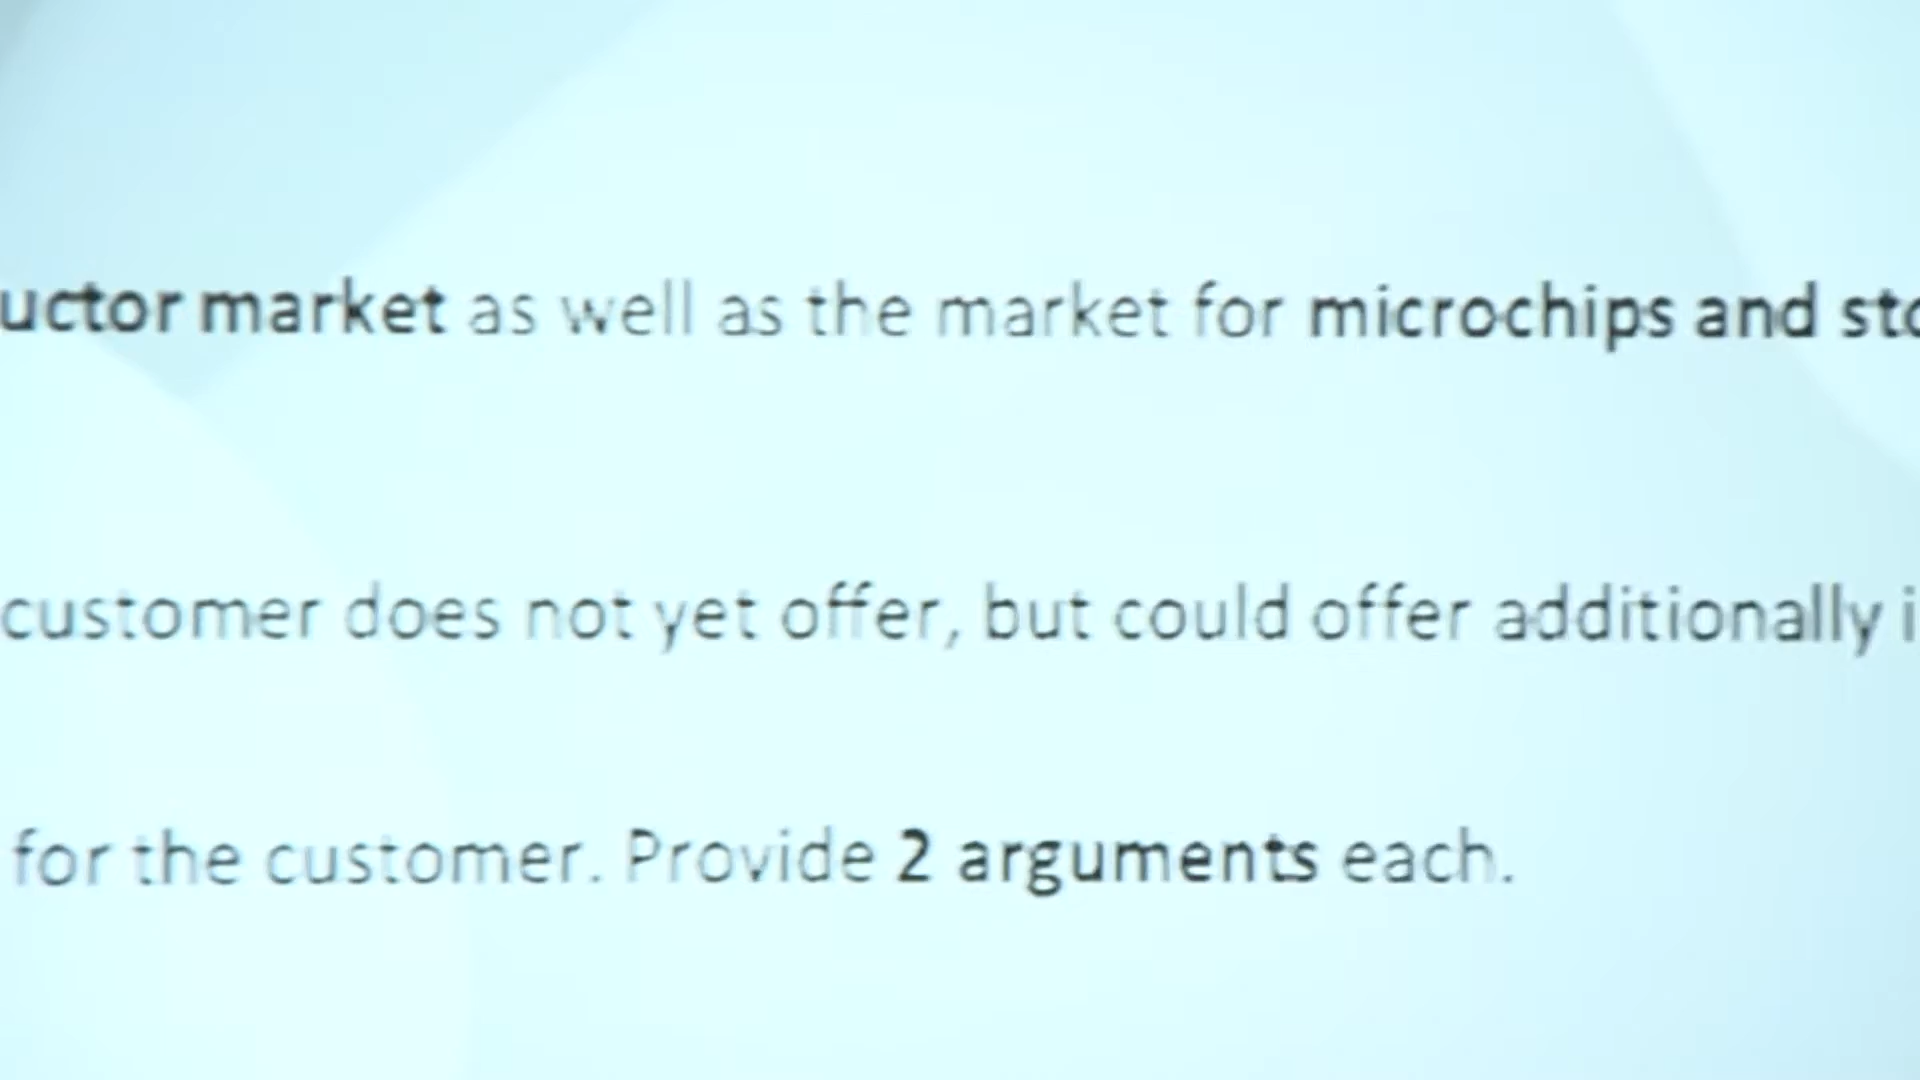 uctor market as well as the market for microchips and sto
customer does not yet offer, but could offer additionally i
for the customer. Provide 2 arguments each.